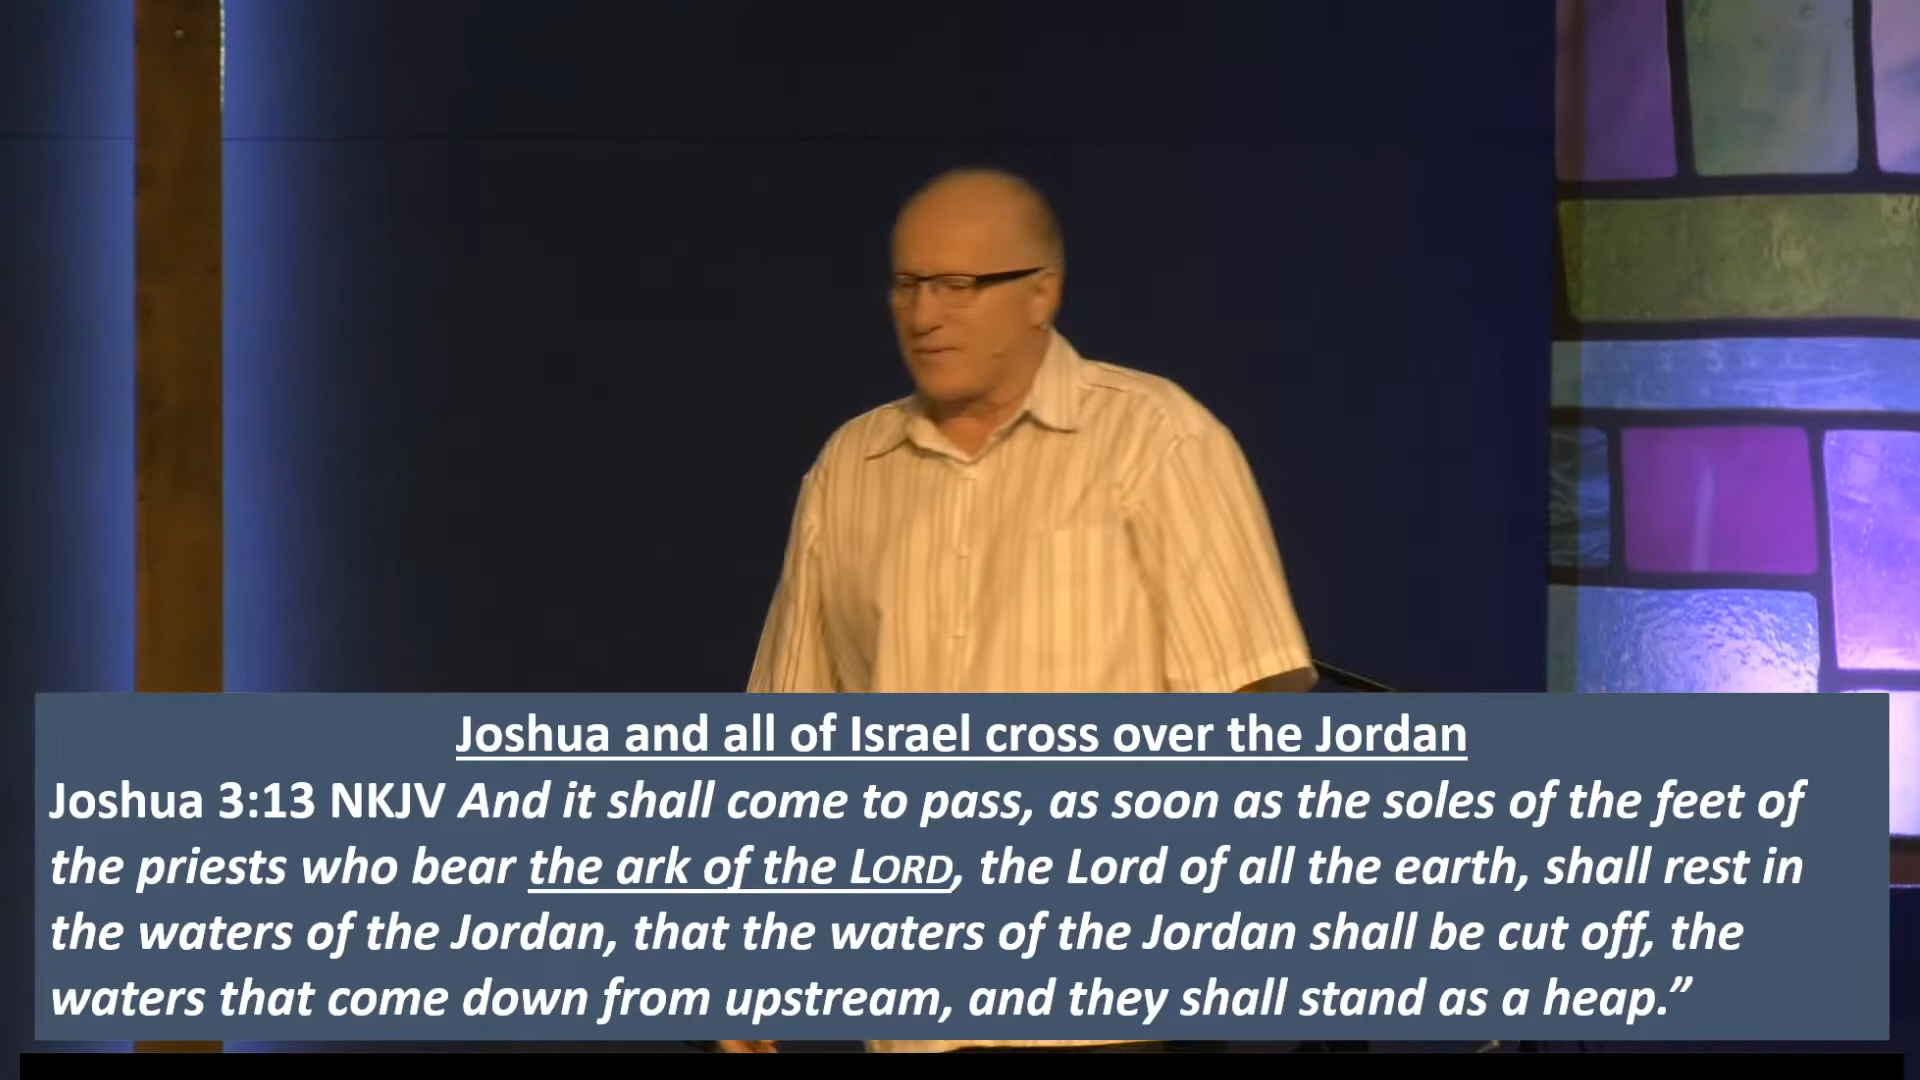 Joshua and all of Israel cross over the Jordan
Joshua 3:13 NKJV And it shall come to pass, as soon as the soles of the feet of
the priests who bear the ark of the LORD, the Lord of all the earth, shall rest in
the waters of the Jordan, that the waters of the Jordan shall be cut off, the
waters that come down from upstream, and they shall stand as a heap.”